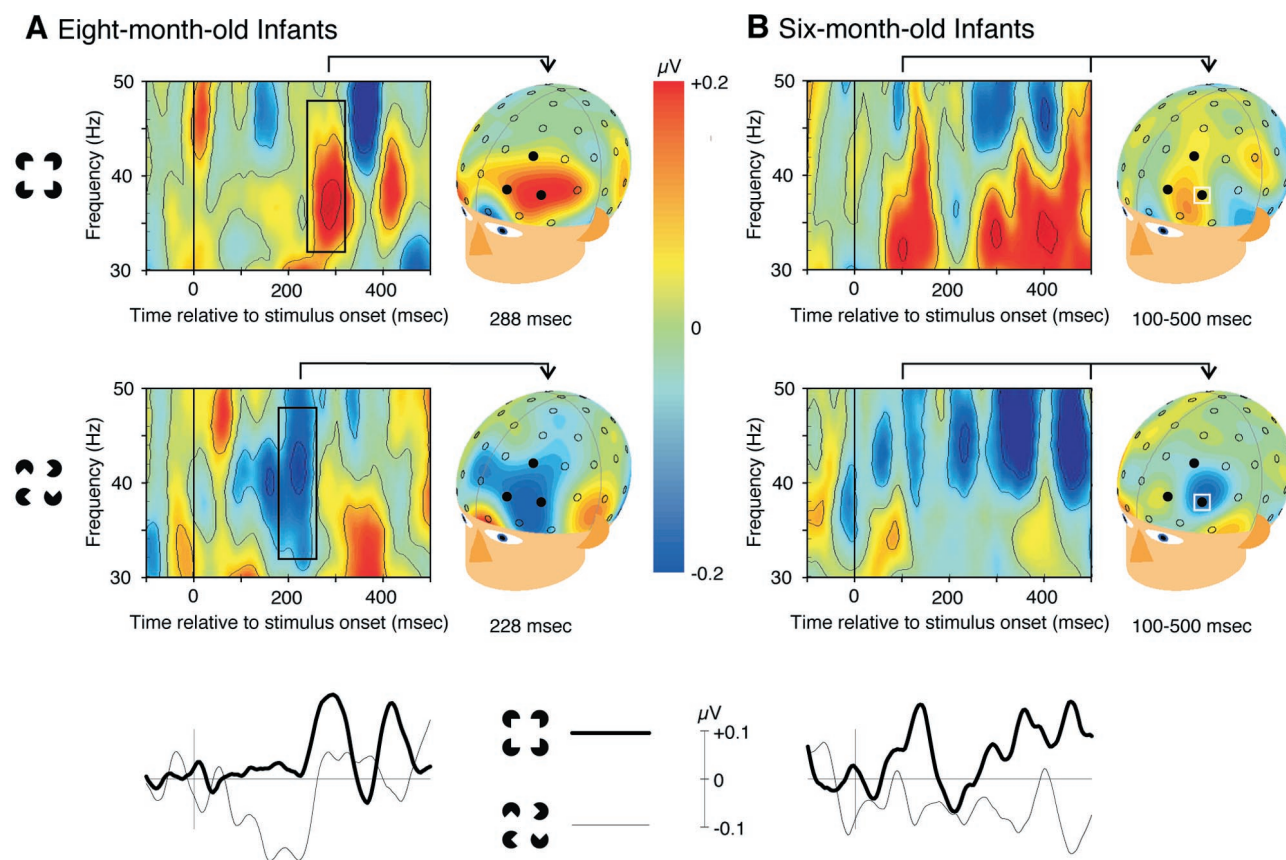 A Eight-month-old Infants
B Six-month-old Infants
µV
+0.2
0
-0.2
50
40
30
Frequency (Hz)
0 200 400
Time relative to stimulus onset (msec)
288 msec
50
40
30
Frequency (Hz)
0 200 400
Time relative to stimulus onset (msec)
100-500 msec
50
40
30
Frequency (Hz)
0 200 400
Time relative to stimulus onset (msec)
228 msec
50
40
30
Frequency (Hz)
0 200 400
Time relative to stimulus onset (msec)
100-500 msec
µV
+0.1
0
-0.1